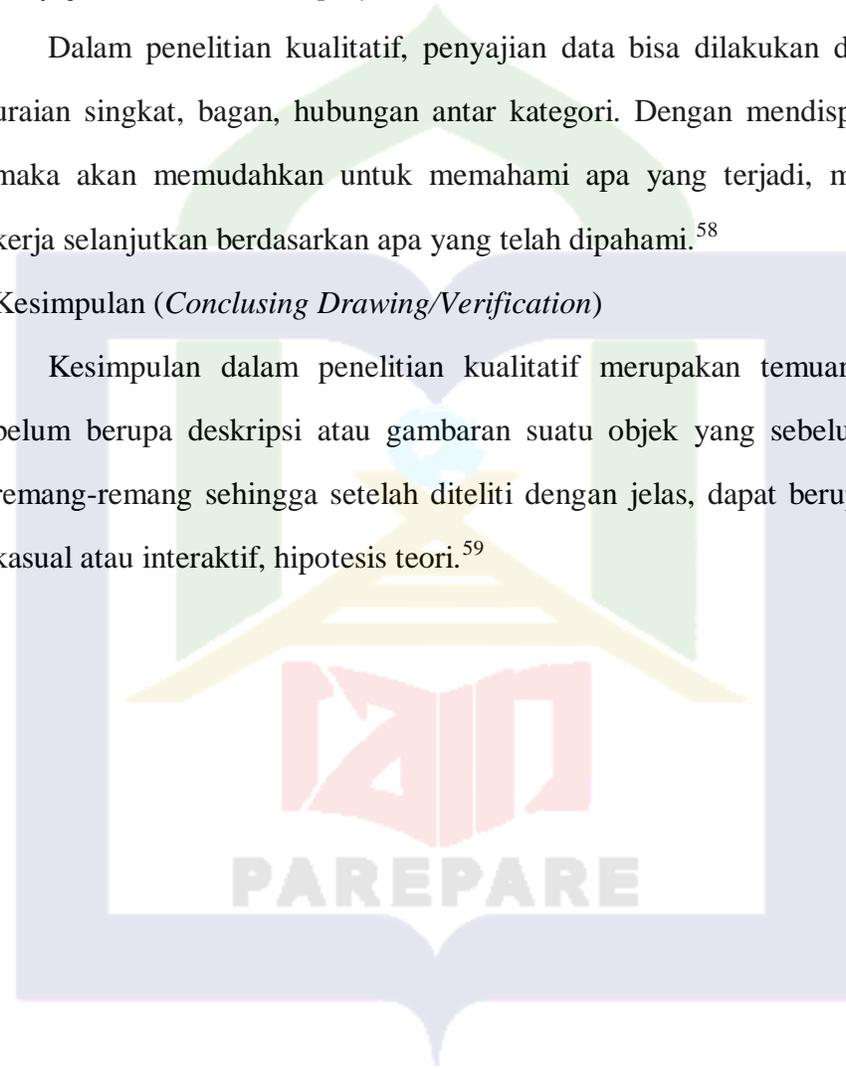 Dalam penelitian kualitatif, penyajian data bisa dilakukan d
uraian singkat, bagan, hubungan antar kategori. Dengan mendisp
maka akan memudahkan untuk memahami apa yang terjadi, m
kerja selanjutkan berdasarkan apa yang telah dipahami.58
Kesimpulan (Conclusing Drawing/Verification)
Kesimpulan dalam penelitian kualitatif merupakan temuan
belum berupa deskripsi atau gambaran suatu objek yang sebelu
remang-remang sehingga setelah diteliti dengan jelas, dapat berup
kasual atau interaktif, hipotesis teori.59
PAREPARE